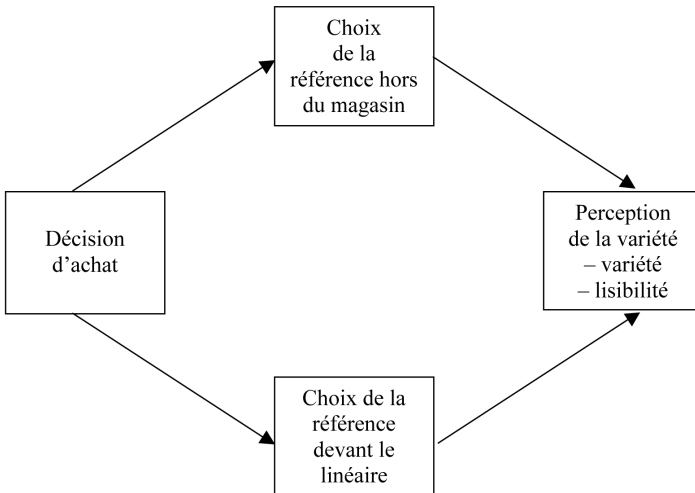 Choix
de la
référence hors
du magasin
Décision
d'achat
Perception
de la variété
– variété
– lisibilité
Choix de la
référence
devant le
linéaire